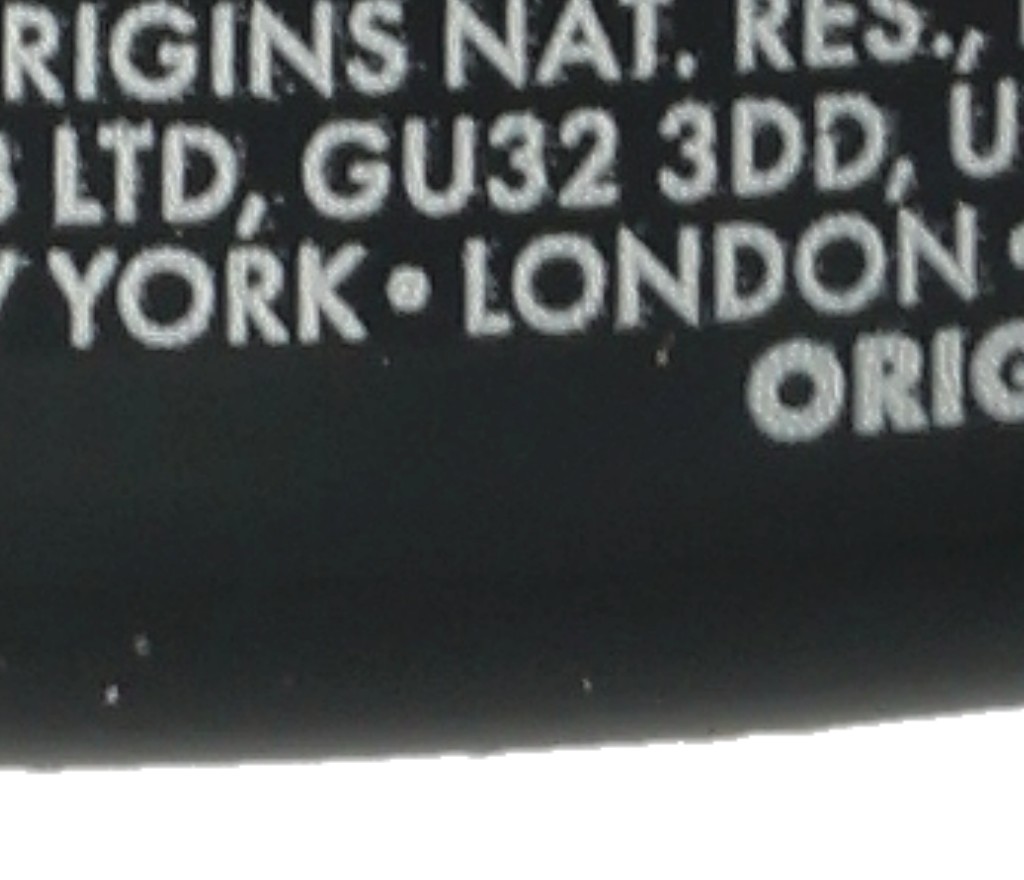 RIGINS NAT. RES.,
LTD, GU32 3DD, U
YORK • LONDON •
ORIG